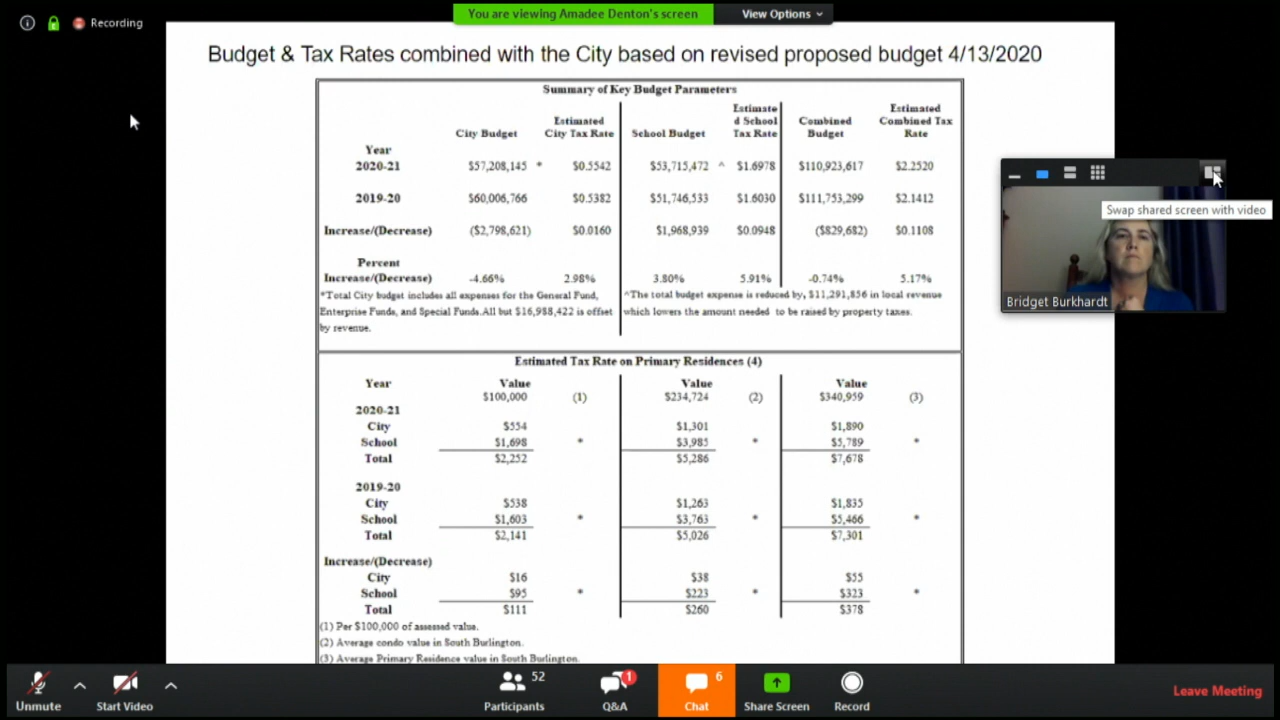 You are viewing Amadee Denton's screen
View Options
Recording
Budget & Tax Rates combined with the City based on revised proposed budget 4/13/2020
Summary of Key Budget Parameters
Year City Budget Estimated City Tax Rate School Budget Estimate d School Tax Rate Combined Budget Estimated Combined Tax Rate
2020-21 $57,208,145 * $0.5542 $53,715,472 ^ $1.6978 $110,923,617 $2.2520
2019-20 $60,006,766 $0.5382 $51,746,533 $1.6030 $111,753,299 $2.1412
Increase/(Decrease) ($2,798,621) $0.0160 $1,968,939 $0.0948 ($829,682) $0.1108
Percent
Increase/(Decrease) -4.66% 2.98% 3.80% 5.91% -0.74% 5.17%
*Total City budget includes all expenses for the General Fund,
Enterprise Funds, and Special Funds.All but $16,988,422 is offset
by revenue.
^The total budget expense is reduced by, $11,291,856 in local revenue
which lowers the amount needed to be raised by property taxes.
Estimated Tax Rate on Primary Residences (4)
Year Value Value Value
$100,000 (1) $234,724 (2) $340,959 (3)
2020-21
City $554 $1,301 $1,890
School $1,698 * $3,985 * $5,789 *
Total $2,252 $5,286 $7,678
2019-20
City $538 $1,263 $1,835
School $1,603 * $3,763 * $5,466 *
Total $2,141 $5,026 $7,301
Increase/(Decrease)
City $16 $38 $55
School $95 * $223 * $323 *
Total $111 $260 $378
(1) Per $100,000 of assessed value.
(2) Average condo value in South Burlington.
(3) Average Primary Residence value in South Burlington.
Swap shared screen with video
Bridget Burkhardt
Unmute Start Video Participants 52 Q&A 1 Chat 6 Share Screen Record Leave Meeting